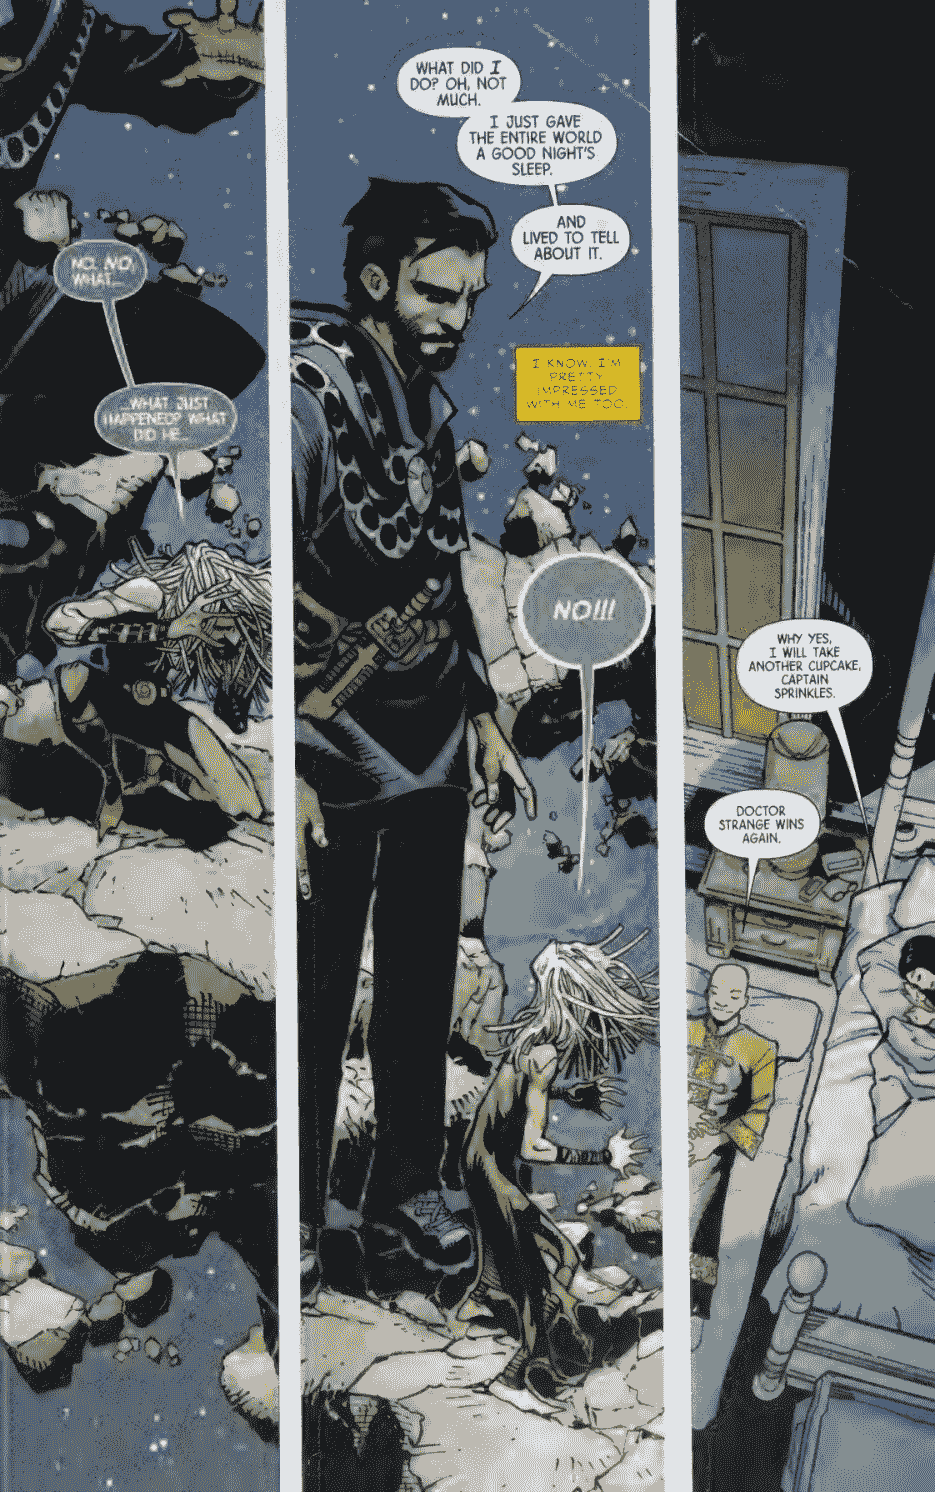 NO, NO,
WHAT...
...WHAT JUST
HAPPENED? WHAT
DID HE...
WHAT DID I
DO? OH, NOT
MUCH.
I JUST GAVE
THE ENTIRE WORLD
A GOOD NIGHT'S
SLEEP.
AND
LIVED TO TELL
ABOUT IT.
I KNOW. I'M
PRETTY
IMPRESSED
WITH ME TOO.
NO!!!
WHY YES,
I WILL TAKE
ANOTHER CUPCAKE,
CAPTAIN
SPRINKLES.
DOCTOR
STRANGE WINS
AGAIN.